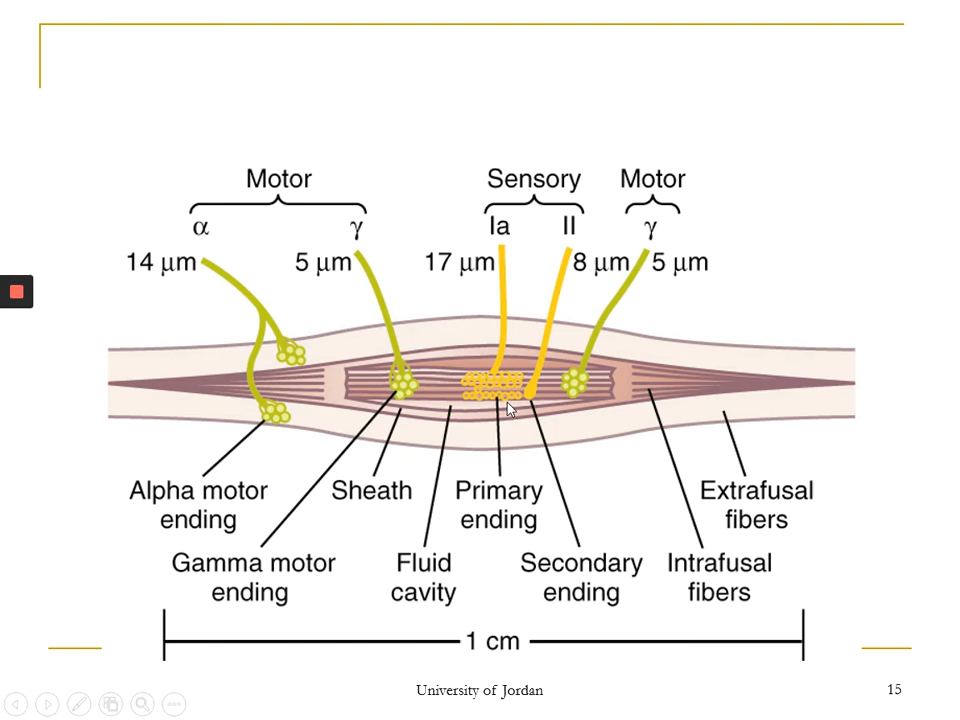 Motor Sensory Motor
α γ Ia II γ
14 μm 5 μm 17 μm 8 μm 5 μm
Alpha motor ending
Sheath
Primary ending
Extrafusal fibers
Gamma motor ending
Fluid cavity
Secondary ending
Intrafusal fibers
1 cm
University of Jordan 15